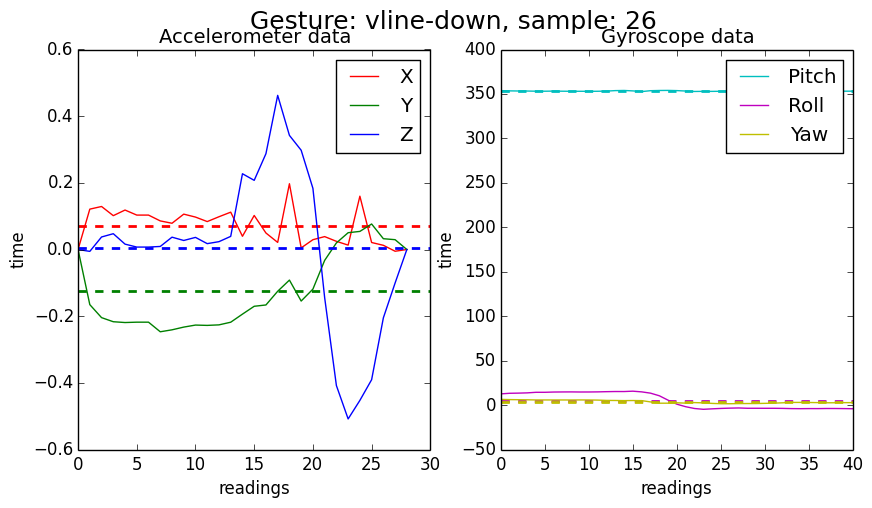 Gesture: vline-down, sample: 26
Accelerometer data
0.6
0.4
0.2
0.0
−0.2
−0.4
−0.6
time
0 5 10 15 20 25 30
readings
X
Y
Z
Gyroscope data
400
350
300
250
200
150
100
50
0
−50
time
0 5 10 15 20 25 30 35 40
readings
Pitch
Roll
Yaw